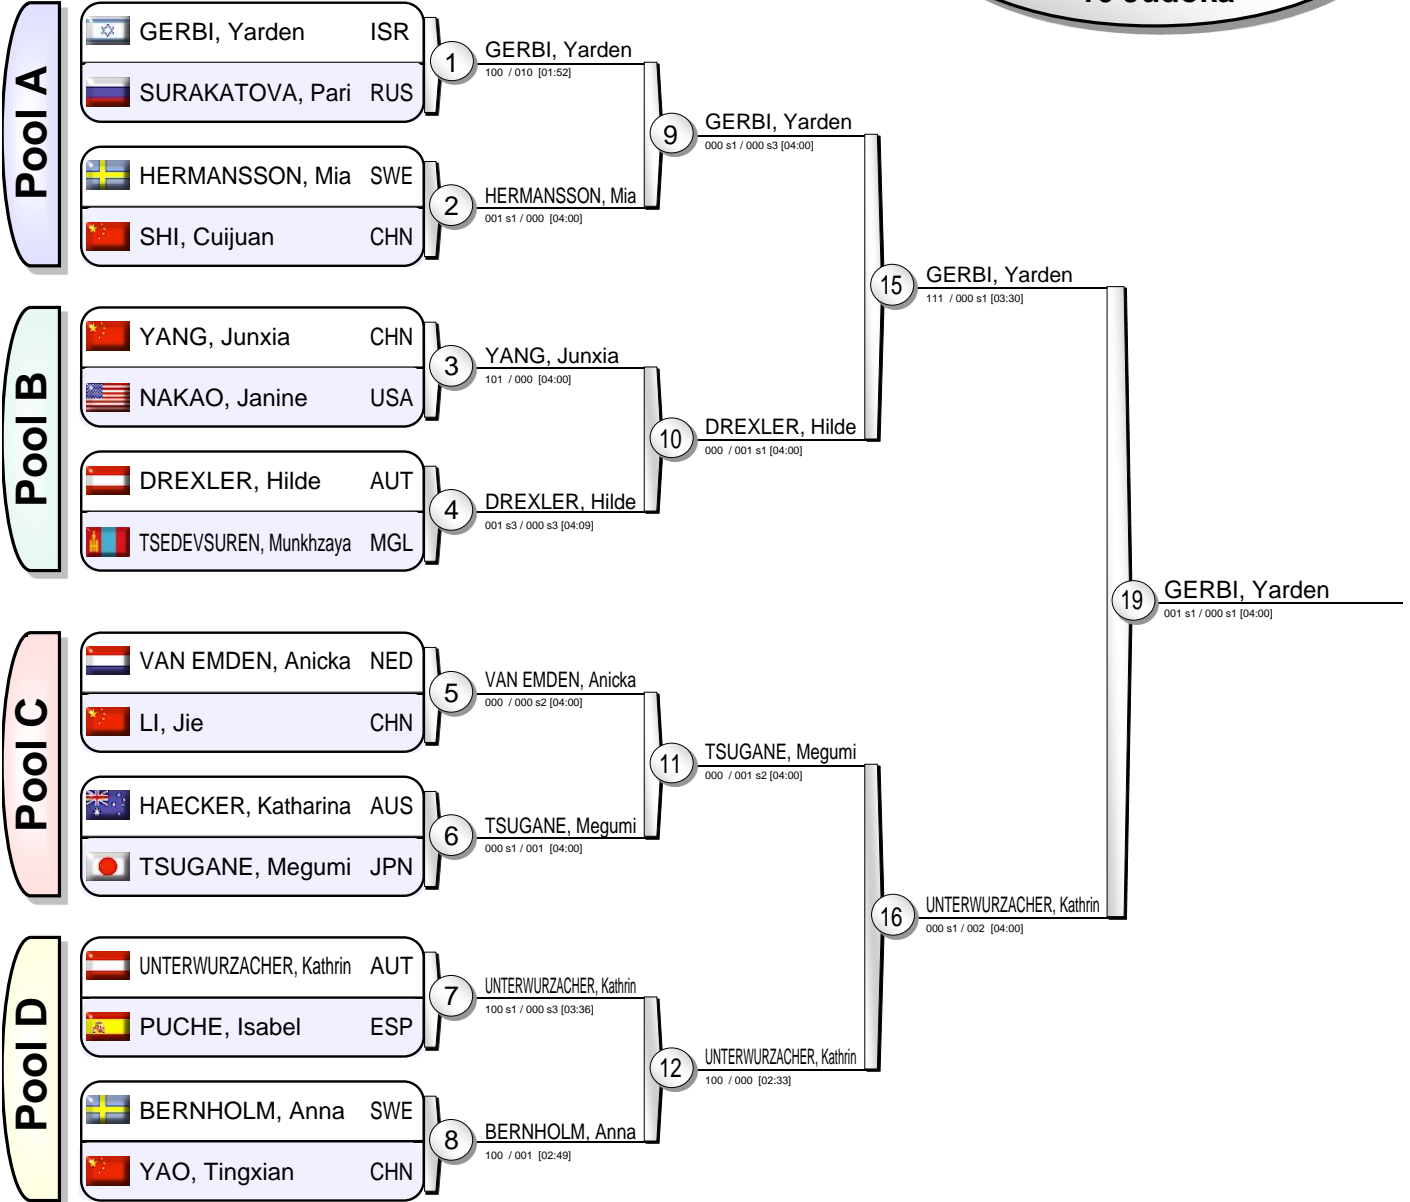 16 Judoka
Pool A
GERBI, Yarden ISR
SURAKATOVA, Pari RUS
1
GERBI, Yarden
100 / 010 [01:52]
HERMANSSON, Mia SWE
SHI, Cuijuan CHN
2
HERMANSSON, Mia
001 s1 / 000 [04:00]
9
GERBI, Yarden
000 s1 / 000 s3 [04:00]
Pool B
YANG, Junxia CHN
NAKAO, Janine USA
3
YANG, Junxia
101 / 000 [04:00]
DREXLER, Hilde AUT
TSEDEVSUREN, Munkhzaya MGL
4
DREXLER, Hilde
001 s3 / 000 s3 [04:09]
10
DREXLER, Hilde
000 / 001 s1 [04:00]
15
GERBI, Yarden
111 / 000 s1 [03:30]
Pool C
VAN EMDEN, Anicka NED
LI, Jie CHN
5
VAN EMDEN, Anicka
000 / 000 s2 [04:00]
HAECKER, Katharina AUS
TSUGANE, Megumi JPN
6
TSUGANE, Megumi
000 s1 / 001 [04:00]
11
TSUGANE, Megumi
000 / 001 s2 [04:00]
Pool D
UNTERWURZACHER, Kathrin AUT
PUCHE, Isabel ESP
7
UNTERWURZACHER, Kathrin
100 s1 / 000 s3 [03:36]
BERNHOLM, Anna SWE
YAO, Tingxian CHN
8
BERNHOLM, Anna
100 / 001 [02:49]
12
UNTERWURZACHER, Kathrin
100 / 000 [02:33]
16
UNTERWURZACHER, Kathrin
000 s1 / 002 [04:00]
19
GERBI, Yarden
001 s1 / 000 s1 [04:00]